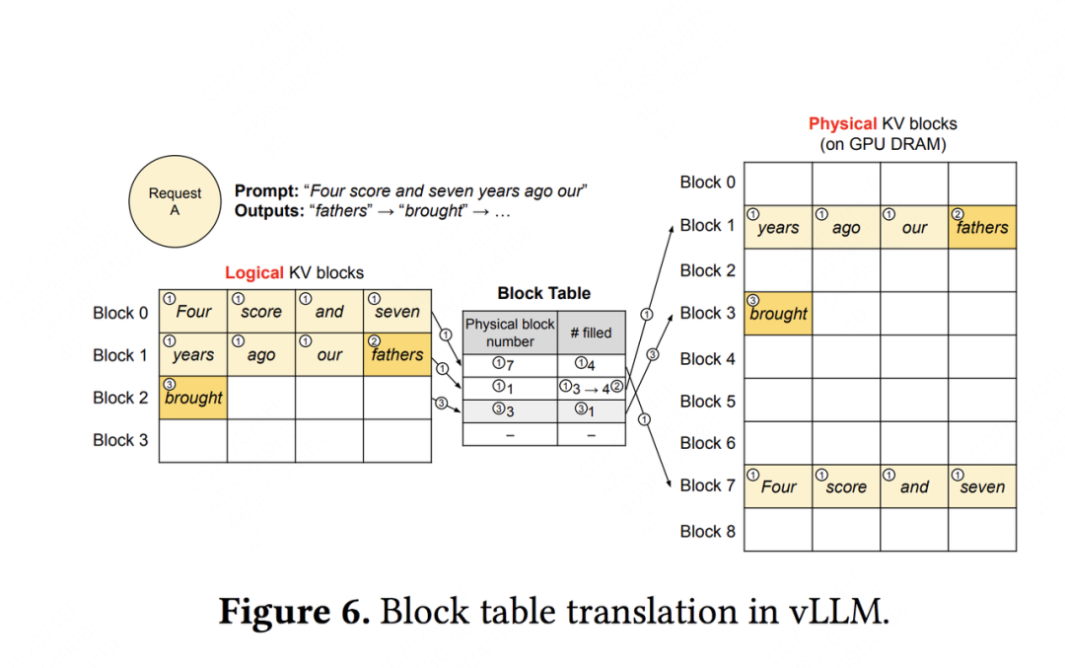 Physical KV blocks
(on GPU DRAM)
Request
A
Prompt: “Four score and seven years ago our”
Outputs: “fathers” → “brought” → …
Logical KV blocks
Block 0 ① Four ① score ① and ① seven
Block 1 ① years ① ago ① our ② fathers
Block 2 ③ brought
Block 3
① ① ③
Block Table
Physical block number # filled
①7 ①4
①1 ①3 → 4②
③3 ③1
– –
① ③ ①
Block 0
Block 1 ① years ① ago ① our ② fathers
Block 2
Block 3 ③ brought
Block 4
Block 5
Block 6
Block 7 ① Four ① score ① and ① seven
Block 8
Figure 6. Block table translation in vLLM.